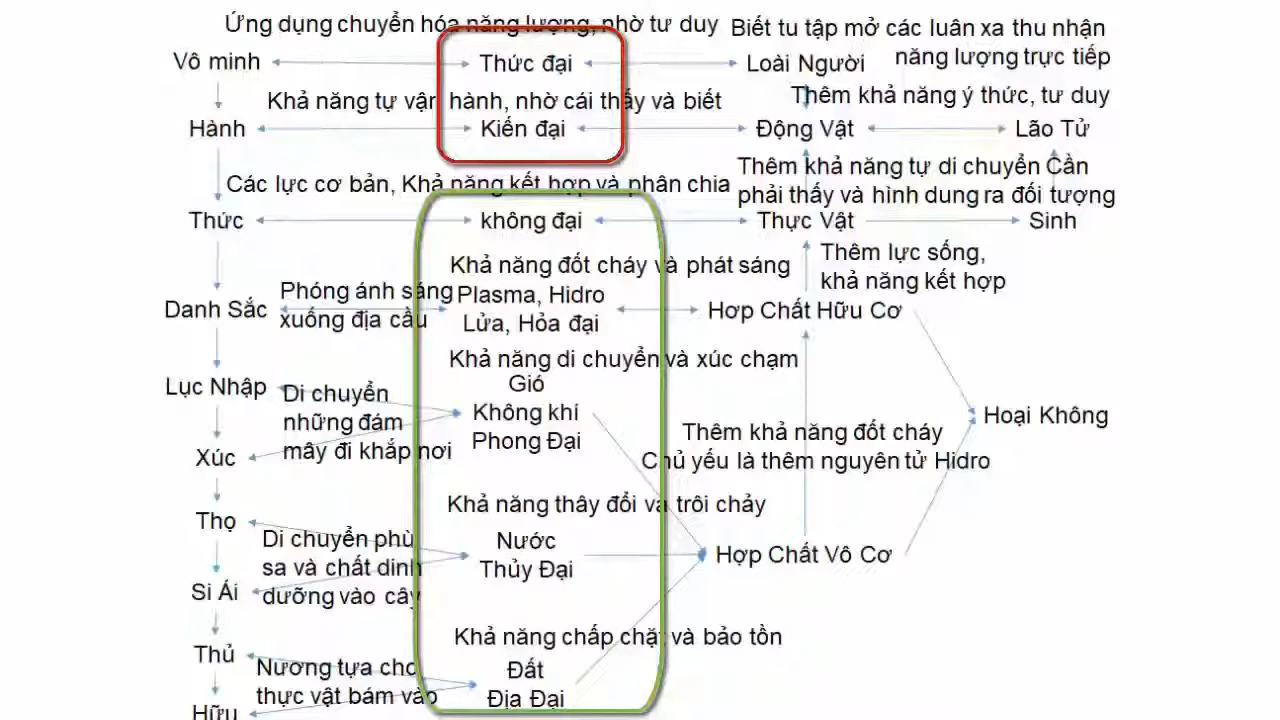 Ứng dụng chuyển hóa năng lượng, nhờ tư duy
Biết tu tập mở các luân xa thu nhận
năng lượng trực tiếp
Vô minh
Thức đại
Loài Người
Khả năng tự vận hành, nhờ cái thấy và biết
Thêm khả năng ý thức, tư duy
Hành
Kiến đại
Động Vật
Lão Tử
Các lực cơ bản, Khả năng kết hợp và phân chia
Thêm khả năng tự di chuyển Cần
phải thấy và hình dung ra đối tượng
Thức
không đại
Thực Vật
Sinh
Thêm lực sống,
khả năng kết hợp
Khả năng đốt cháy và phát sáng
Danh Sắc
Phóng ánh sáng
xuống địa cầu
Plasma, Hidro
Lửa, Hỏa đại
Hơp Chất Hữu Cơ
Khả năng di chuyển và xúc chạm
Lục Nhập
Di chuyển
những đám
mây đi khắp nơi
Gió
Không khí
Phong Đại
Hoại Không
Xúc
Thêm khả năng đốt cháy
Chủ yếu là thêm nguyên tử Hidro
Khả năng thây đổi và trôi chảy
Thọ
Di chuyển phù
sa và chất dinh
dưỡng vào cây
Nước
Thủy Đại
Hợp Chất Vô Cơ
Si Ái
Khả năng chấp chặt và bảo tồn
Thủ
Nương tựa cho
thực vật bám vào
Đất
Địa Đại
Hữu